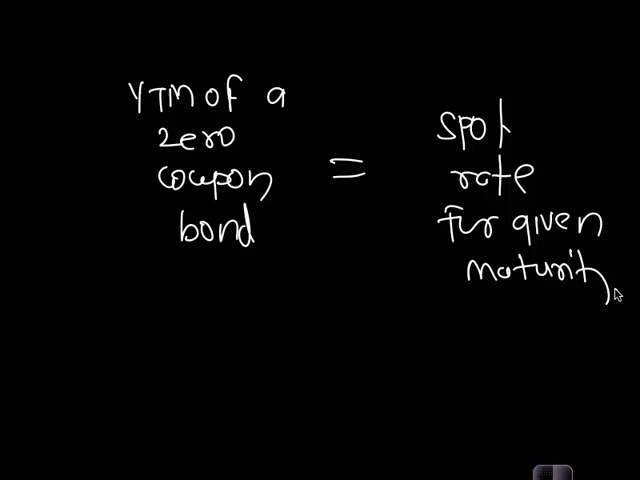 YTM of a
zero
coupon
bond
=
spot
rate
for given
maturity